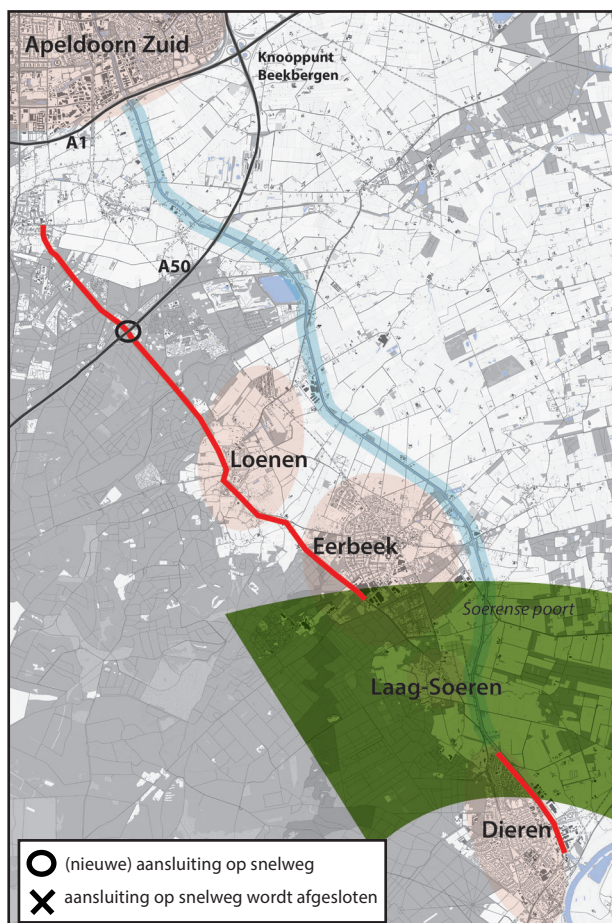 Apeldoorn Zuid
Knooppunt
Beekbergen
A1
A50
Loenen
Eerbeek
Soerense poort
Laag-Soeren
Dieren
(nieuwe) aansluiting op snelweg
aansluiting op snelweg wordt afgesloten